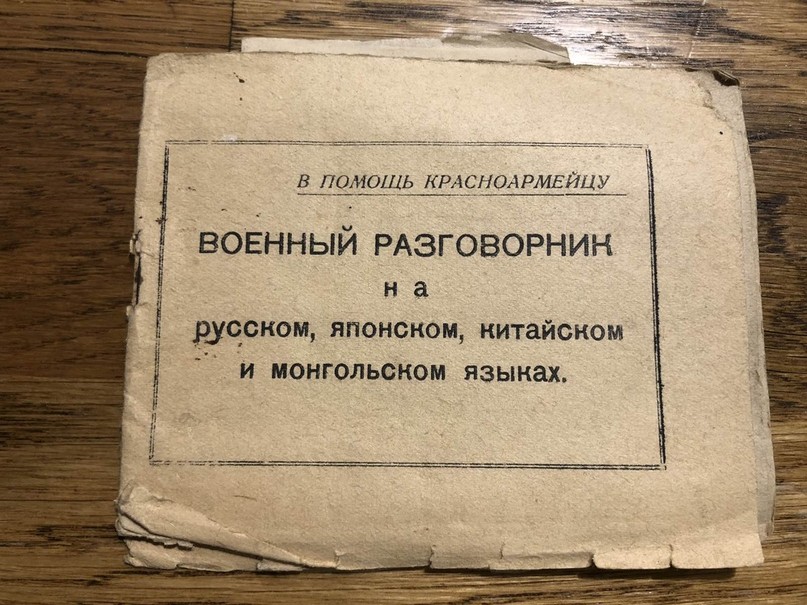 В ПОМОЩЬ КРАСНОАРМЕЙЦУ
ВОЕННЫЙ РАЗГОВОРНИК
на
русском, японском, китайском
и монгольском языках.